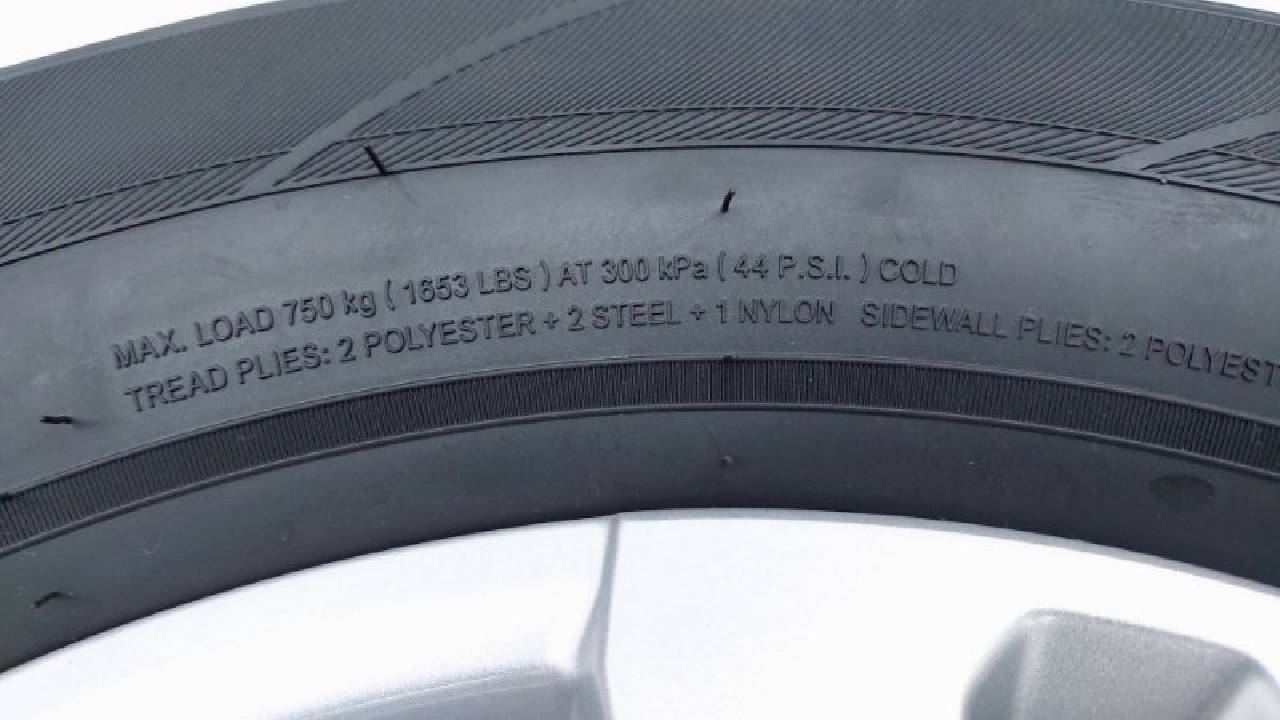 MAX. LOAD 750 kg ( 1653 LBS ) AT 300 kPa ( 44 P.S.I. ) COLD
TREAD PLIES: 2 POLYESTER + 2 STEEL + 1 NYLON SIDEWALL PLIES: 2 POLYEST